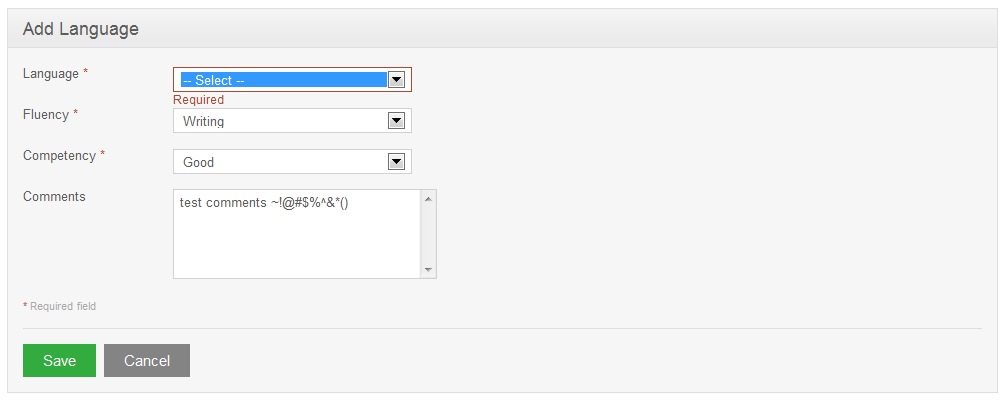 Add Language
Language *
-- Select --
Required
Fluency *
Writing
Competency *
Good
Comments
test comments ~!@#$%^&*()
* Required field
Save
Cancel